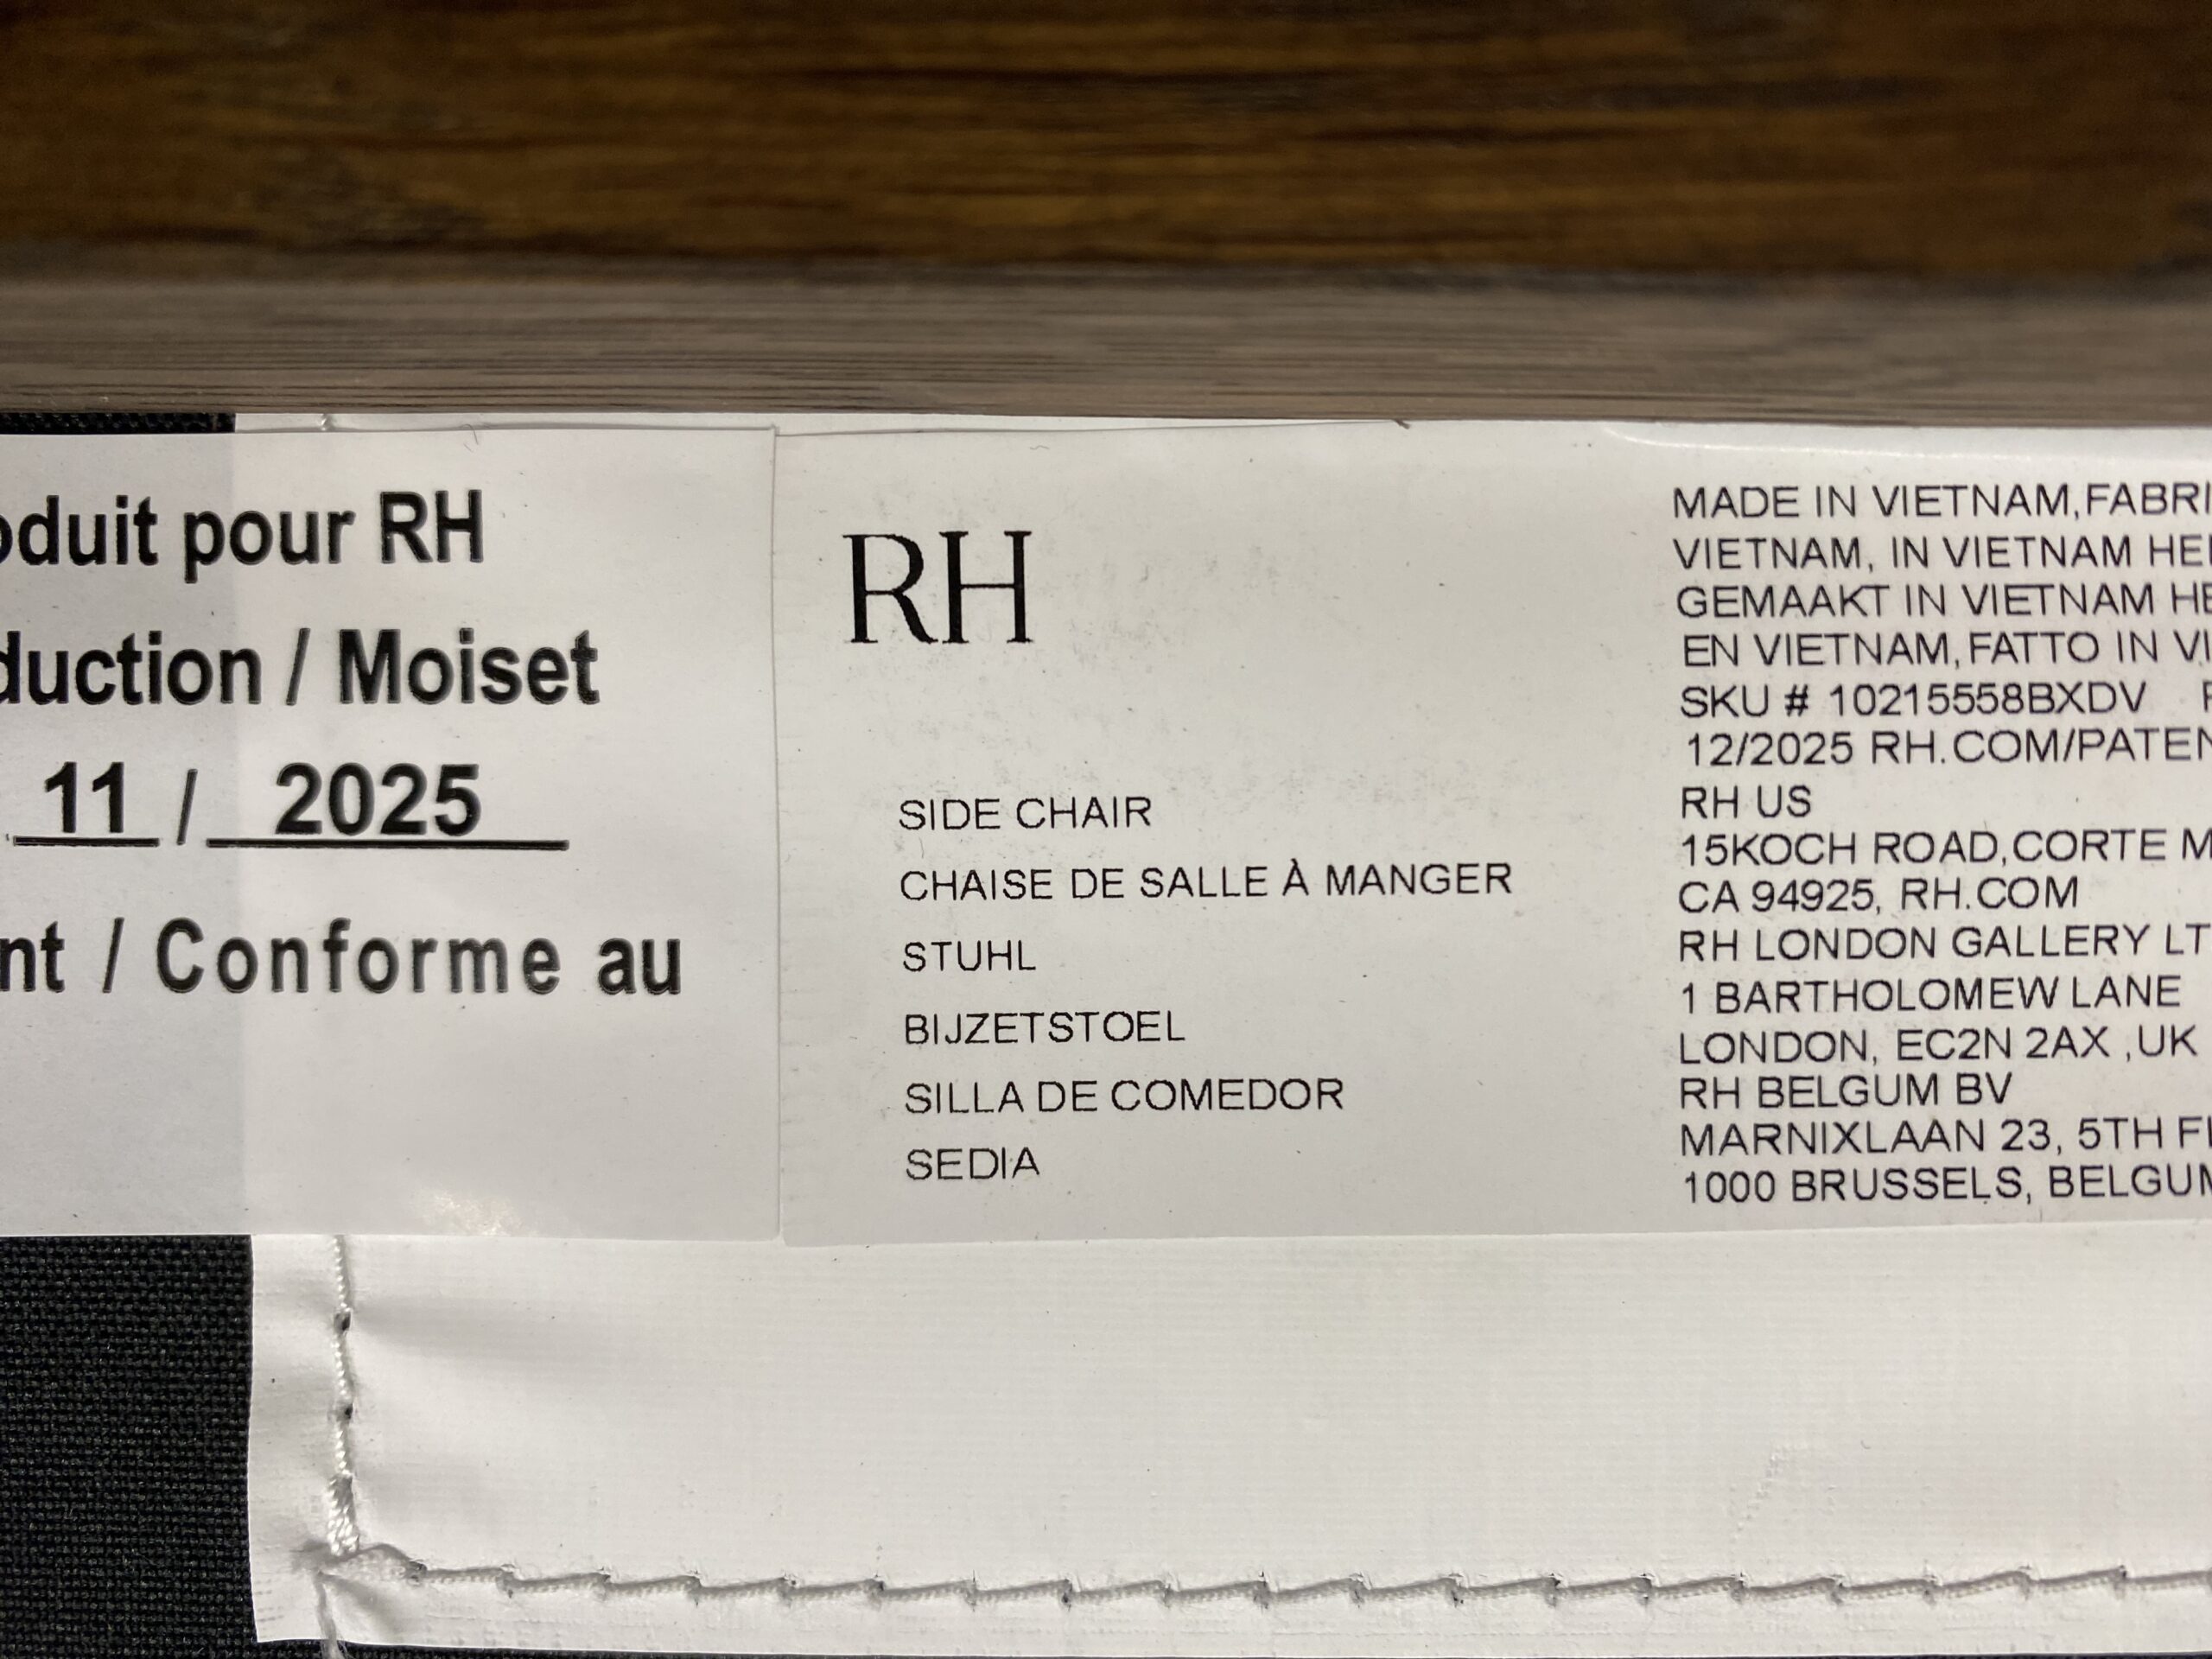 oduit pour RH
duction / Moiset
11 / 2025
nt / Conforme au
RH
SIDE CHAIR
CHAISE DE SALLE À MANGER
STUHL
BIJZETSTOEL
SILLA DE COMEDOR
SEDIA
MADE IN VIETNAM,FABRI
VIETNAM, IN VIETNAM HE
GEMAAKT IN VIETNAM HE
EN VIETNAM,FATTO IN VI
SKU # 10215558BXDV
12/2025 RH.COM/PATEN
RH US
15KOCH ROAD,CORTE M
CA 94925, RH.COM
RH LONDON GALLERY LT
1 BARTHOLOMEW LANE
LONDON, EC2N 2AX ,UK
RH BELGUM BV
MARNIXLAAN 23, 5TH FL
1000 BRUSSELS, BELGUM